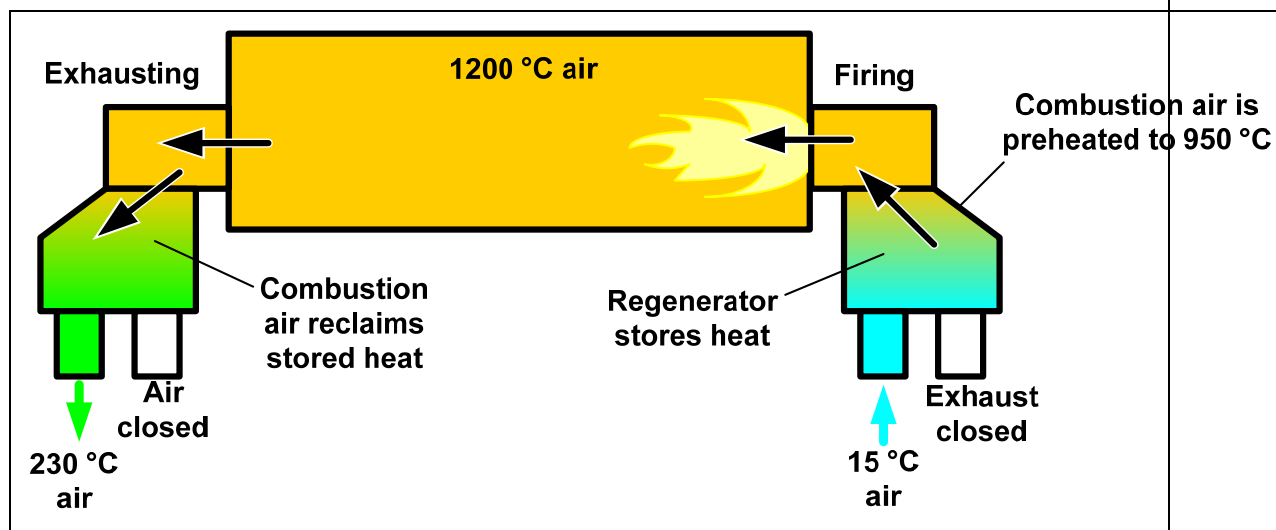 Exhausting
1200 °C air
Firing
Combustion air is
preheated to 950 °C
Combustion
air reclaims
stored heat
Regenerator
stores heat
Air
closed
Exhaust
closed
230 °C
air
15 °C
air